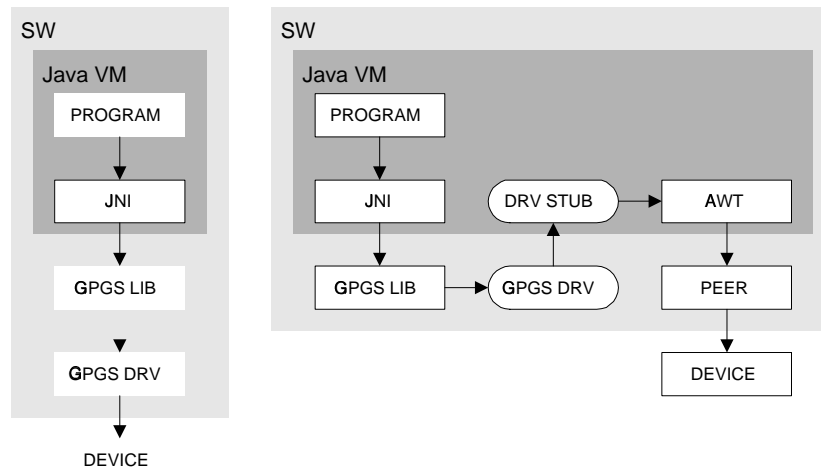 SW
Java VM
PROGRAM
JNI
GPGS LIB
GPGS DRV
DEVICE
SW
Java VM
PROGRAM
JNI
DRV STUB
AWT
GPGS LIB
GPGS DRV
PEER
DEVICE